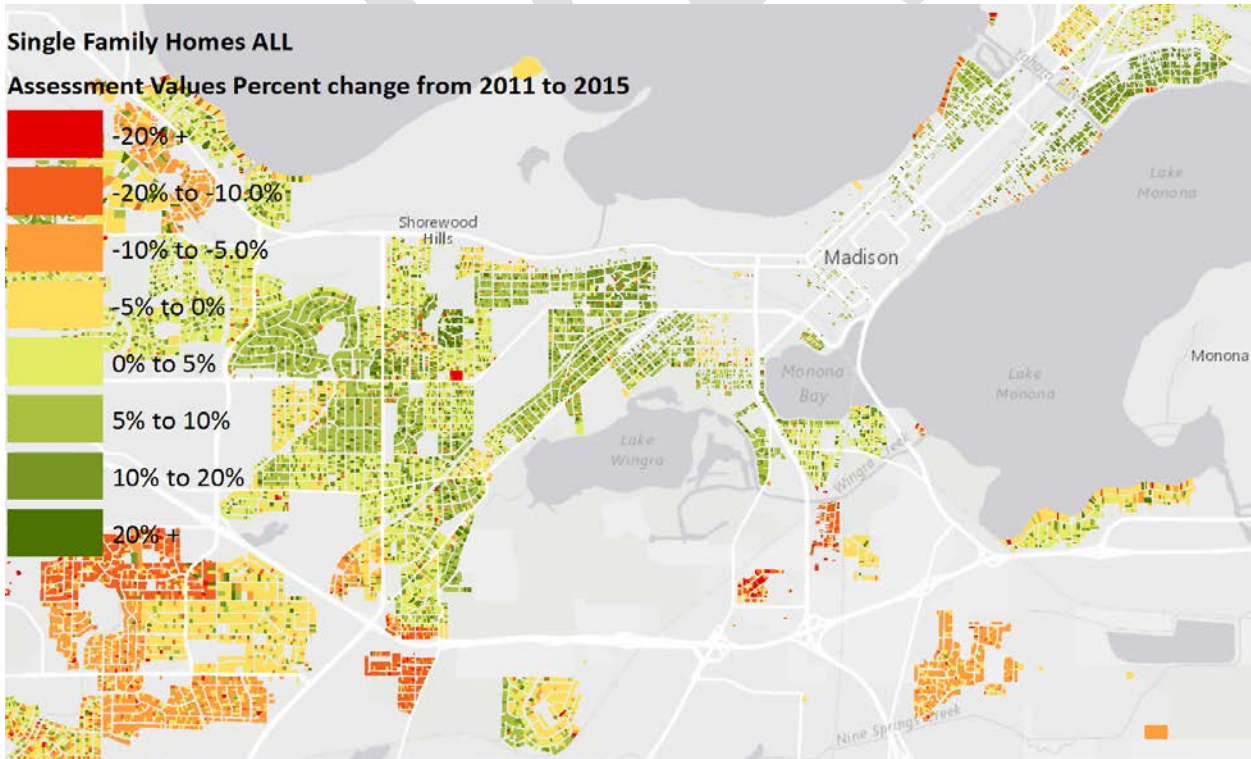 Single Family Homes ALL
Assessment Values Percent change from 2011 to 2015
-20% +
-20% to -10.0%
-10% to -5.0%
-5% to 0%
0% to 5%
5% to 10%
10% to 20%
20% +
Shorewood
Hills
Madison
Yahara
Lake
Monona
Monona
Monona
Bay
Lake
Monona
Lake
Wingra
Wingra Creek
Nine Springs Creek